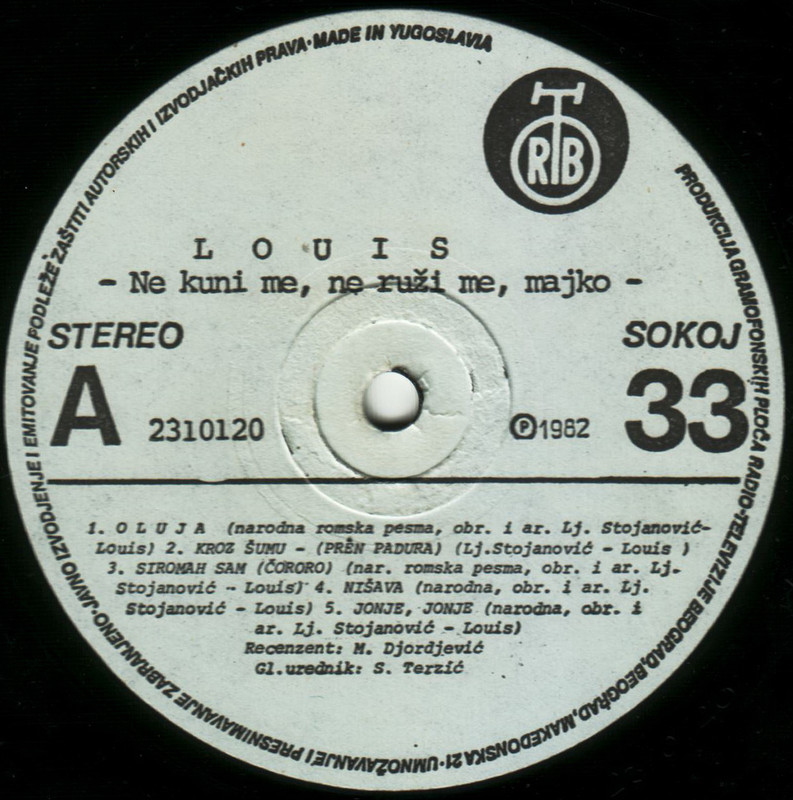 PRODUKCIJA GRAMOFONSKIH PLOČA RADIO-TELEVIZIJE BEOGRAD, BEOGRAD, MAKEDONSKA 21 · UMNOŽAVANJE I PRESNIMAVANJE ZABRANJENO · JAVNO IZVODJENJE I EMITOVANJE PODLEŽE ZAŠTITI AUTORSKIH I IZVODJAČKIH PRAVA · MADE IN YUGOSLAVIA
RTB
L O U I S
- Ne kuni me, ne ruži me, majko -
STEREO SOKOJ
A 2310120 ℗1982 33
1. O L U J A (narodna romska pesma, obr. i ar. Lj. Stojanović-
Louis) 2. KROZ ŠUMU - (PRÊN PADURA) (Lj.Stojanović - Louis )
3. SIROMAH SAM (ČORORO) (nar. romska pesma, obr. i ar. Lj.
Stojanović - Louis) 4. NIŠAVA (narodna, obr. i ar. Lj.
Stojanović - Louis) 5. JONJE, JONJE (narodna, obr. i
ar. Lj. Stojanović - Louis)
Recenzent: M. Djordjević
Gl.urednik: S. Terzić